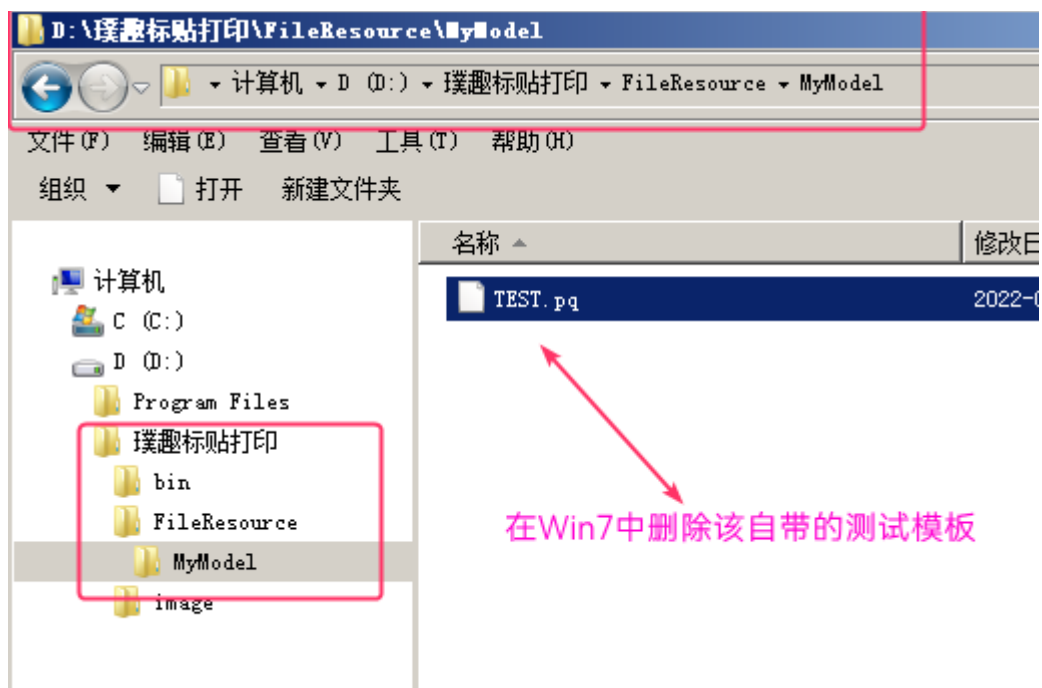 D:\璞趣标贴打印\FileResource\MyModel
计算机 D (D:) 璞趣标贴打印 FileResource MyModel
文件(F) 编辑(E) 查看(V) 工具(T) 帮助(H)
组织 打开 新建文件夹
名称 修改日
计算机
TEST.pq 2022-0
C (C:)
D (D:)
Program Files
璞趣标贴打印
bin
FileResource
在Win7中删除该自带的测试模板
MyModel
image